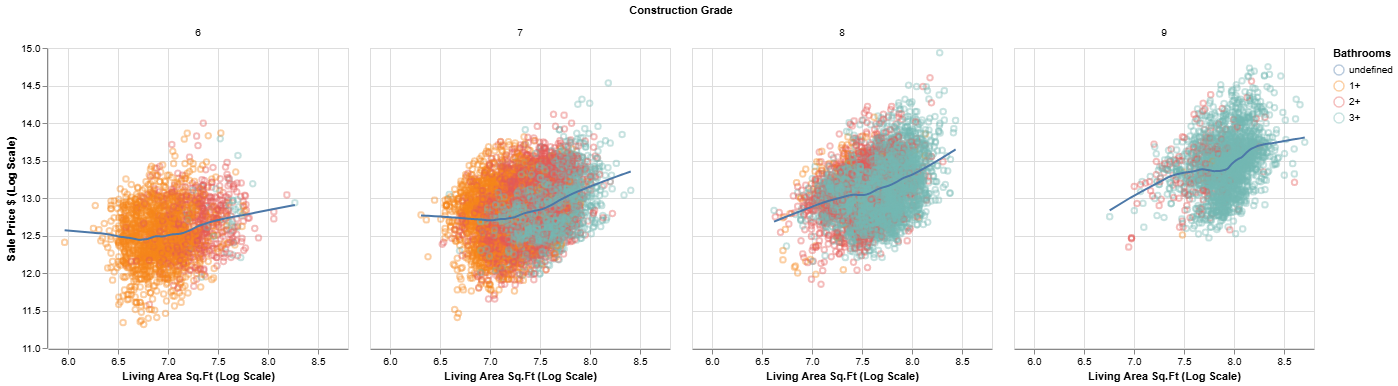 Construction Grade
6 7 8 9
Bathrooms
undefined
1+
2+
3+
Sale Price $ (Log Scale)
15.0
14.5
14.0
13.5
13.0
12.5
12.0
11.5
11.0
6.0 6.5 7.0 7.5 8.0 8.5 6.0 6.5 7.0 7.5 8.0 8.5 6.0 6.5 7.0 7.5 8.0 8.5 6.0 6.5 7.0 7.5 8.0 8.5
Living Area Sq.Ft (Log Scale) Living Area Sq.Ft (Log Scale) Living Area Sq.Ft (Log Scale) Living Area Sq.Ft (Log Scale)